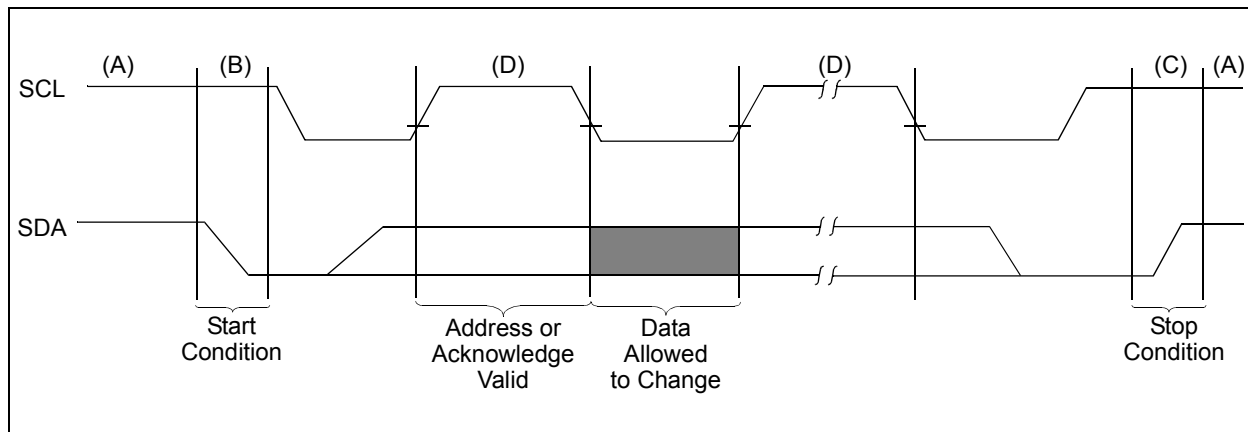 (A) (B) (D) (D) (C) (A)
SCL
SDA
Start
Condition
Address or
Acknowledge
Valid
Data
Allowed
to Change
Stop
Condition